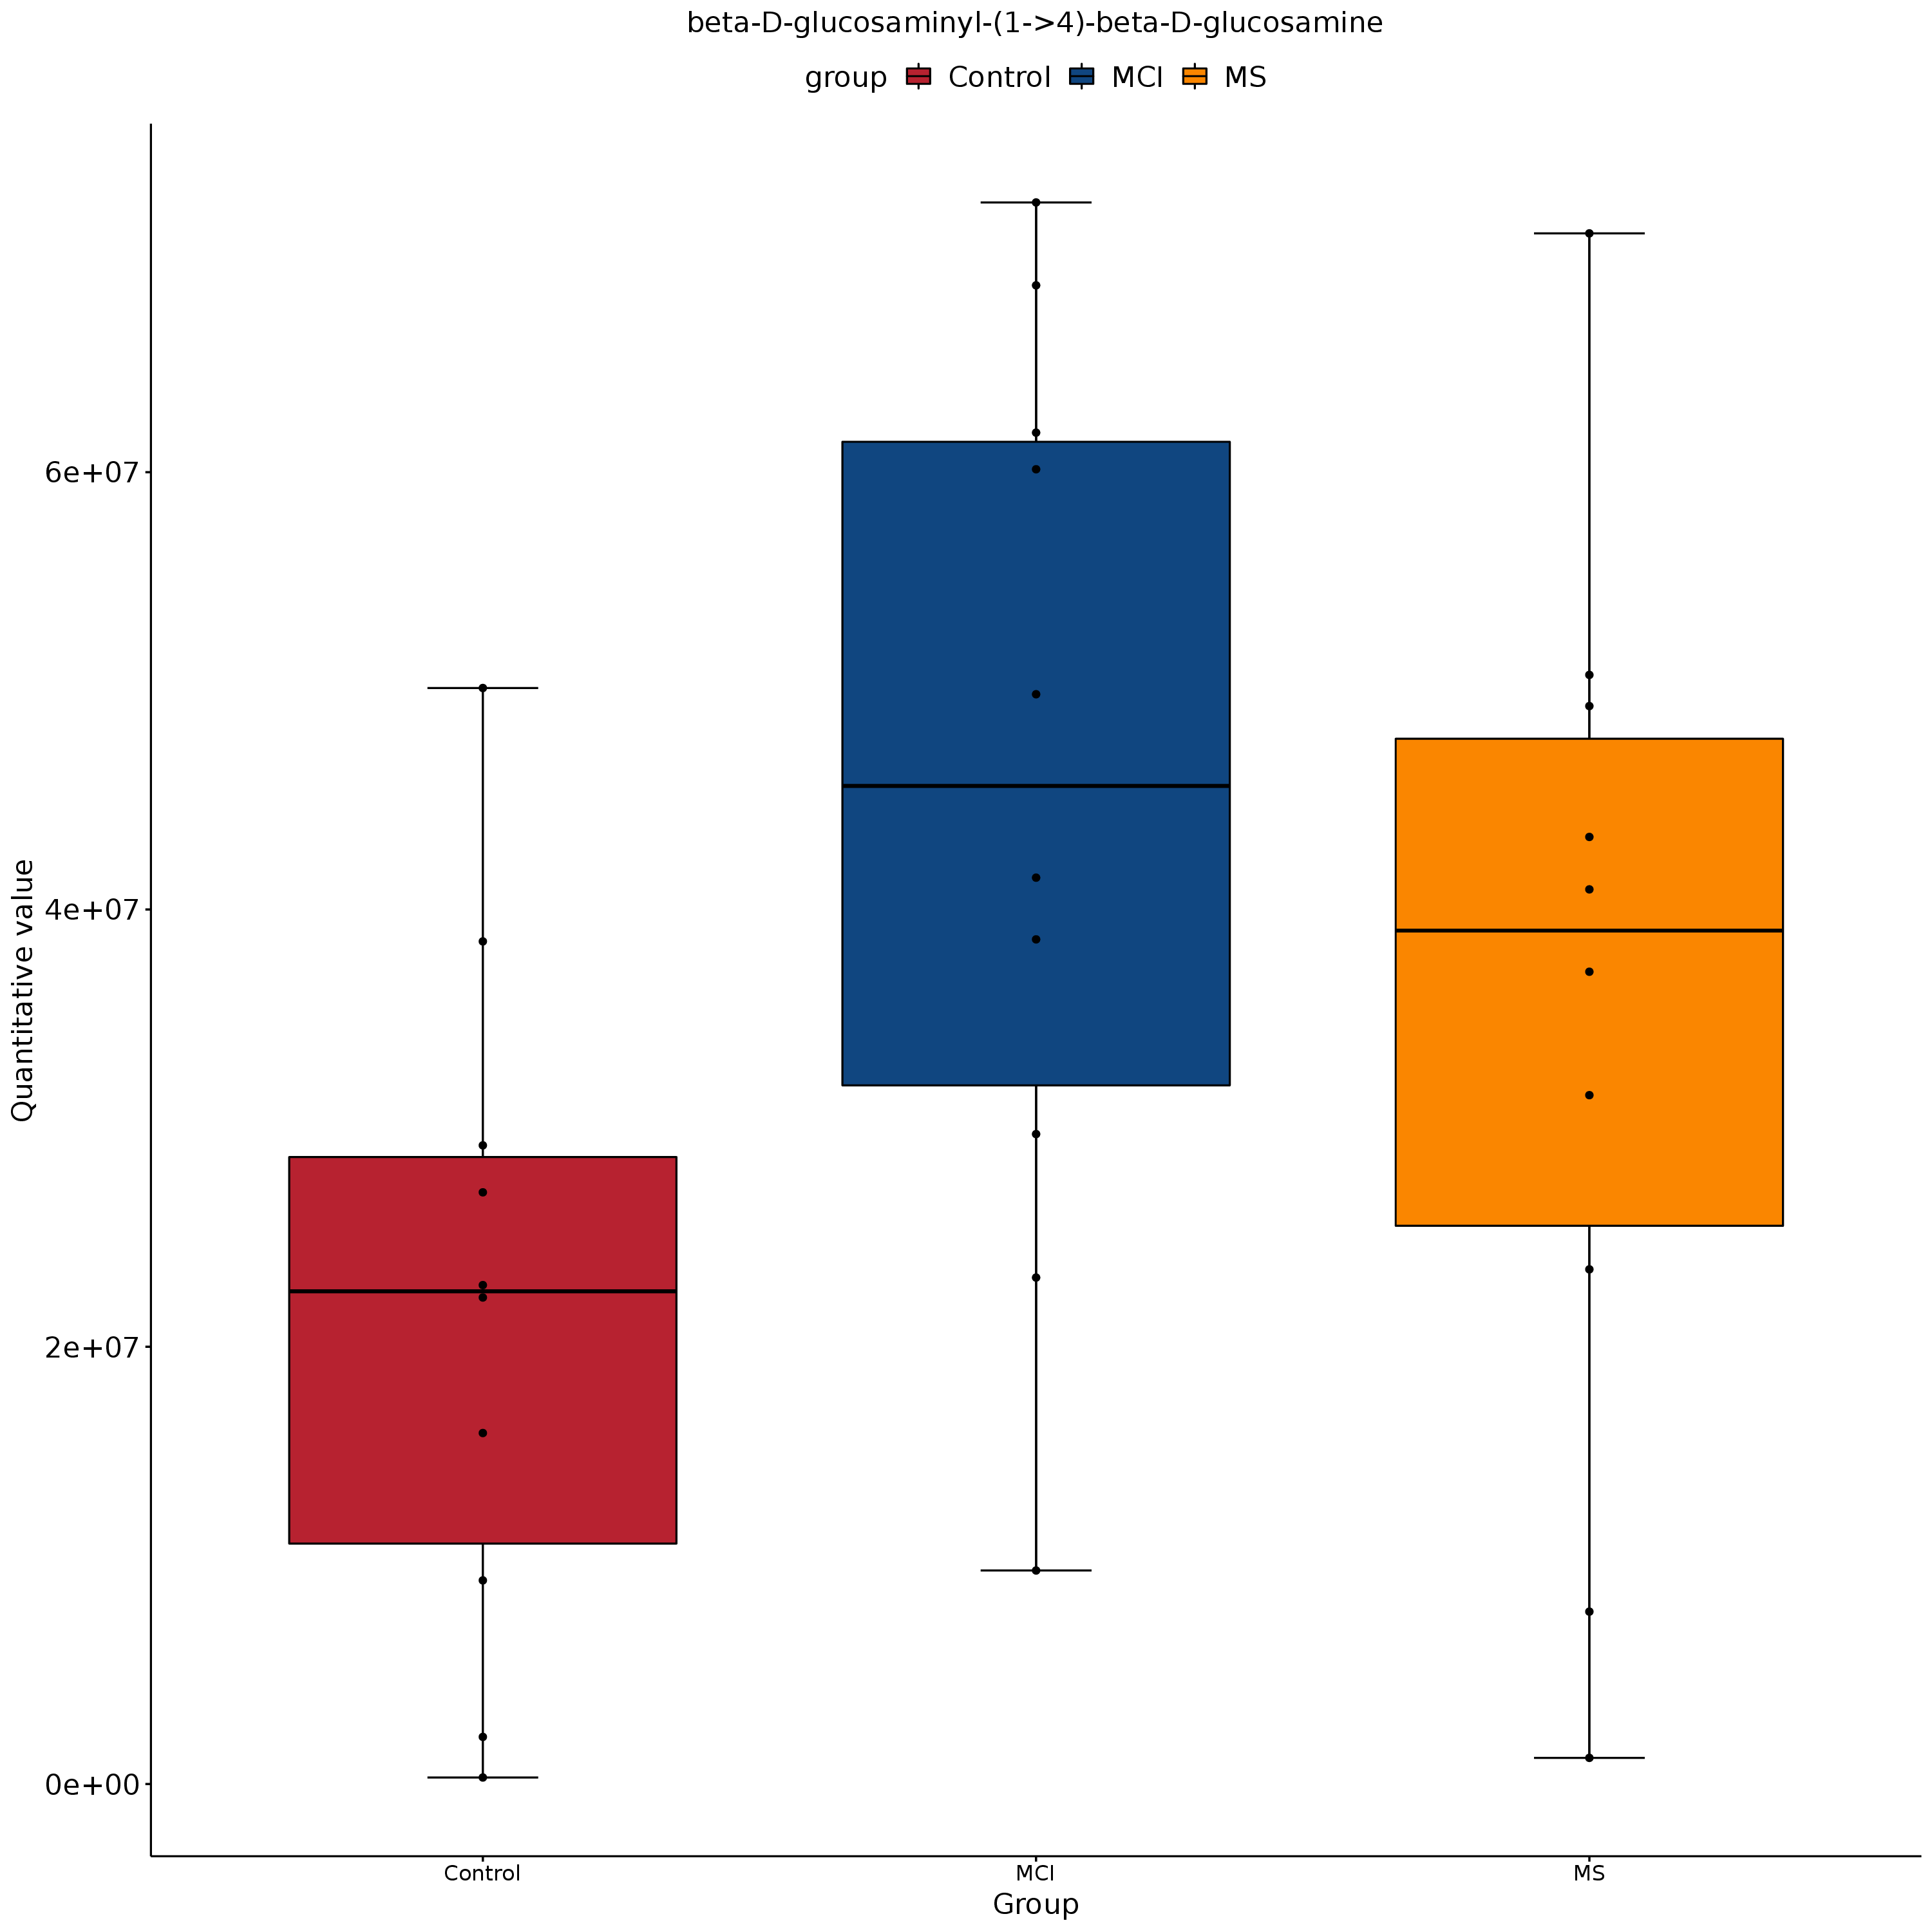 beta-D-glucosaminyl-(1->4)-beta-D-glucosamine
group Control MCI MS
Quantitative value
6e+07
4e+07
2e+07
0e+00
Control MCI MS
Group